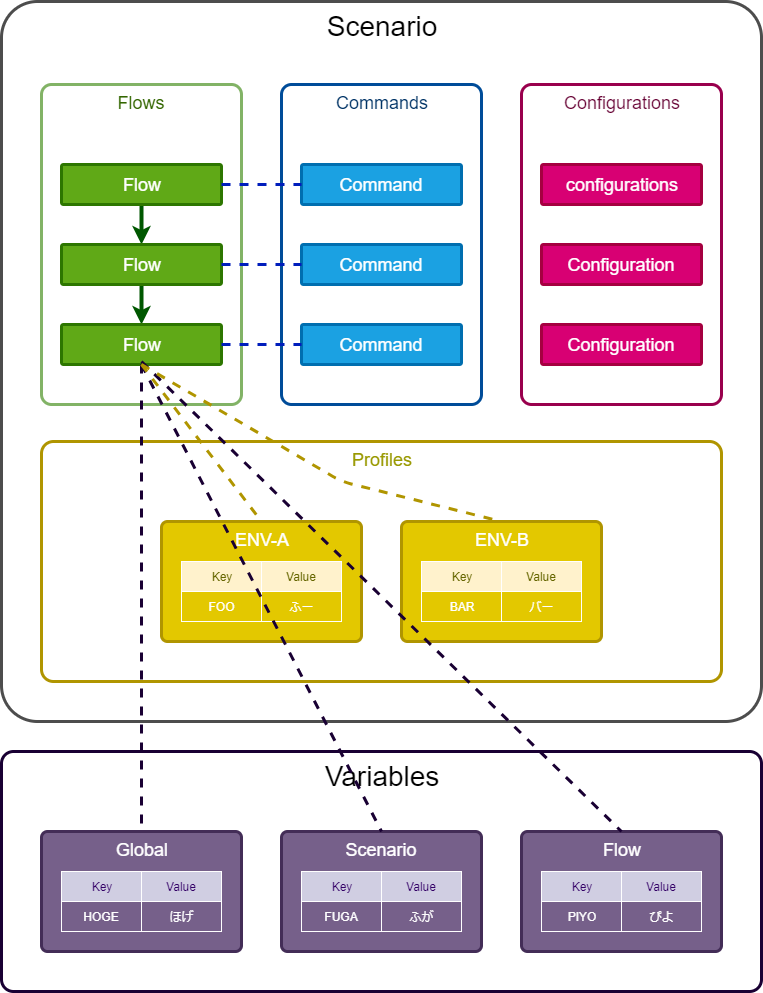 Scenario
Flows
Commands
Configurations
Flow
Command
configurations
Flow
Command
Configuration
Flow
Command
Configuration
Profiles
ENV-A
ENV-B
Key Value
Key Value
FOO ふー
BAR バー
Variables
Global
Scenario
Flow
Key Value
Key Value
Key Value
HOGE ほげ
FUGA ふが
PIYO ぴよ